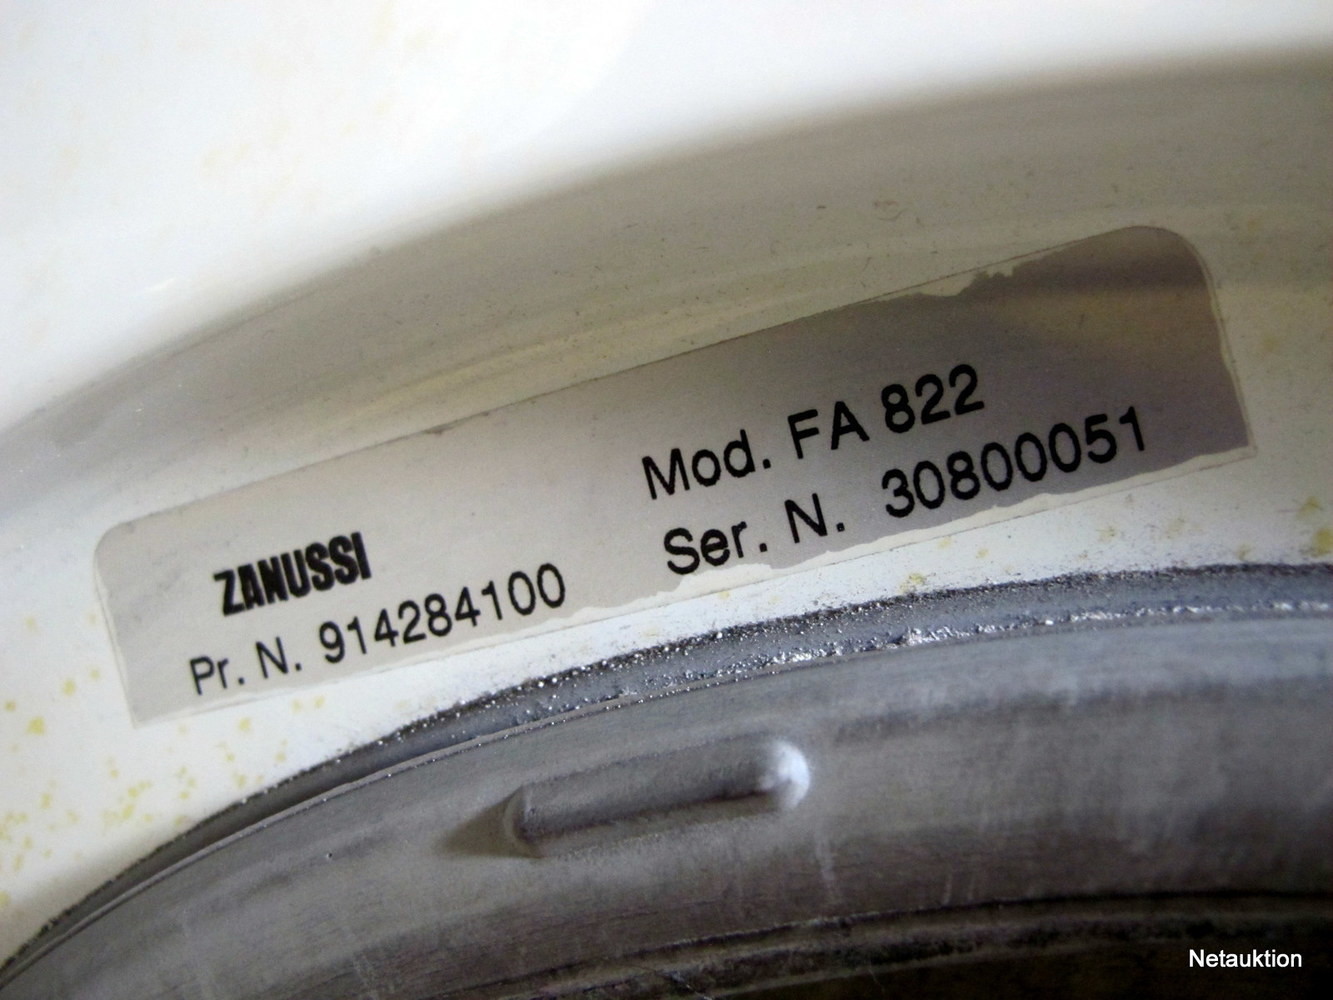 ZANUSSI
Pr. N. 914284100
Mod. FA 822
Ser. N. 30800051
Netauktion